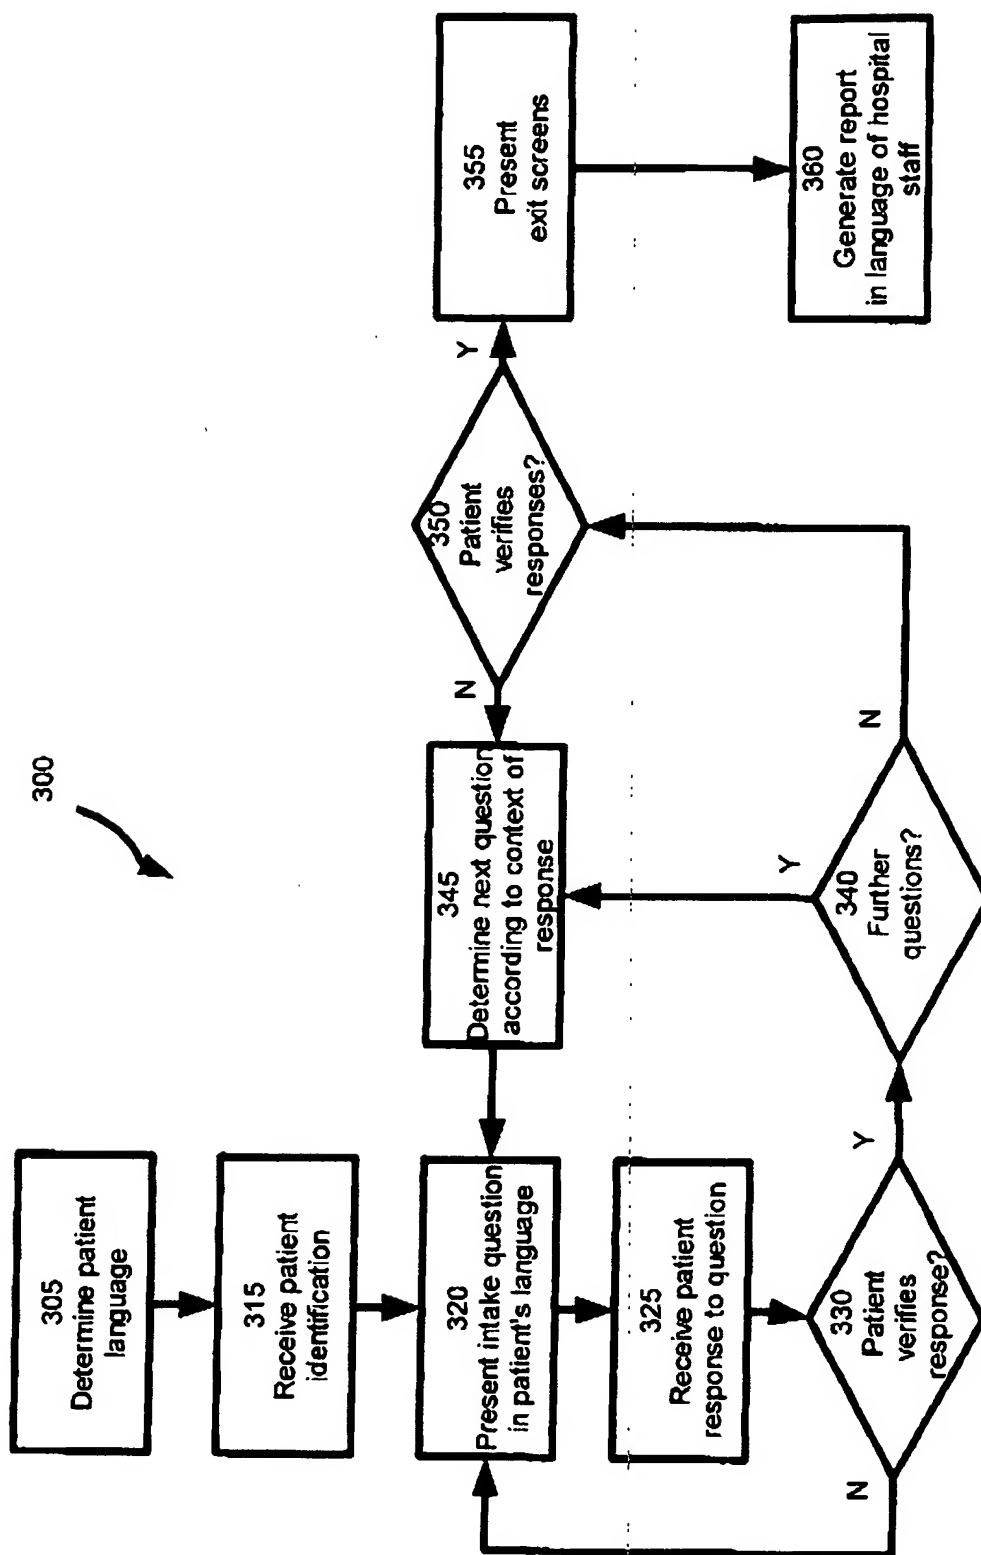 300
305
Determine patient
language
315
Receive patient
identification
320
Present intake question
in patient's language
325
Receive patient
response to question
330
Patient
verifies
response?
N
Y
340
Further
questions?
Y
N
345
Determine next question
according to context of
response
350
Patient
verifies
responses?
N
Y
355
Present
exit screens
360
Generate report
in language of hospital
staff